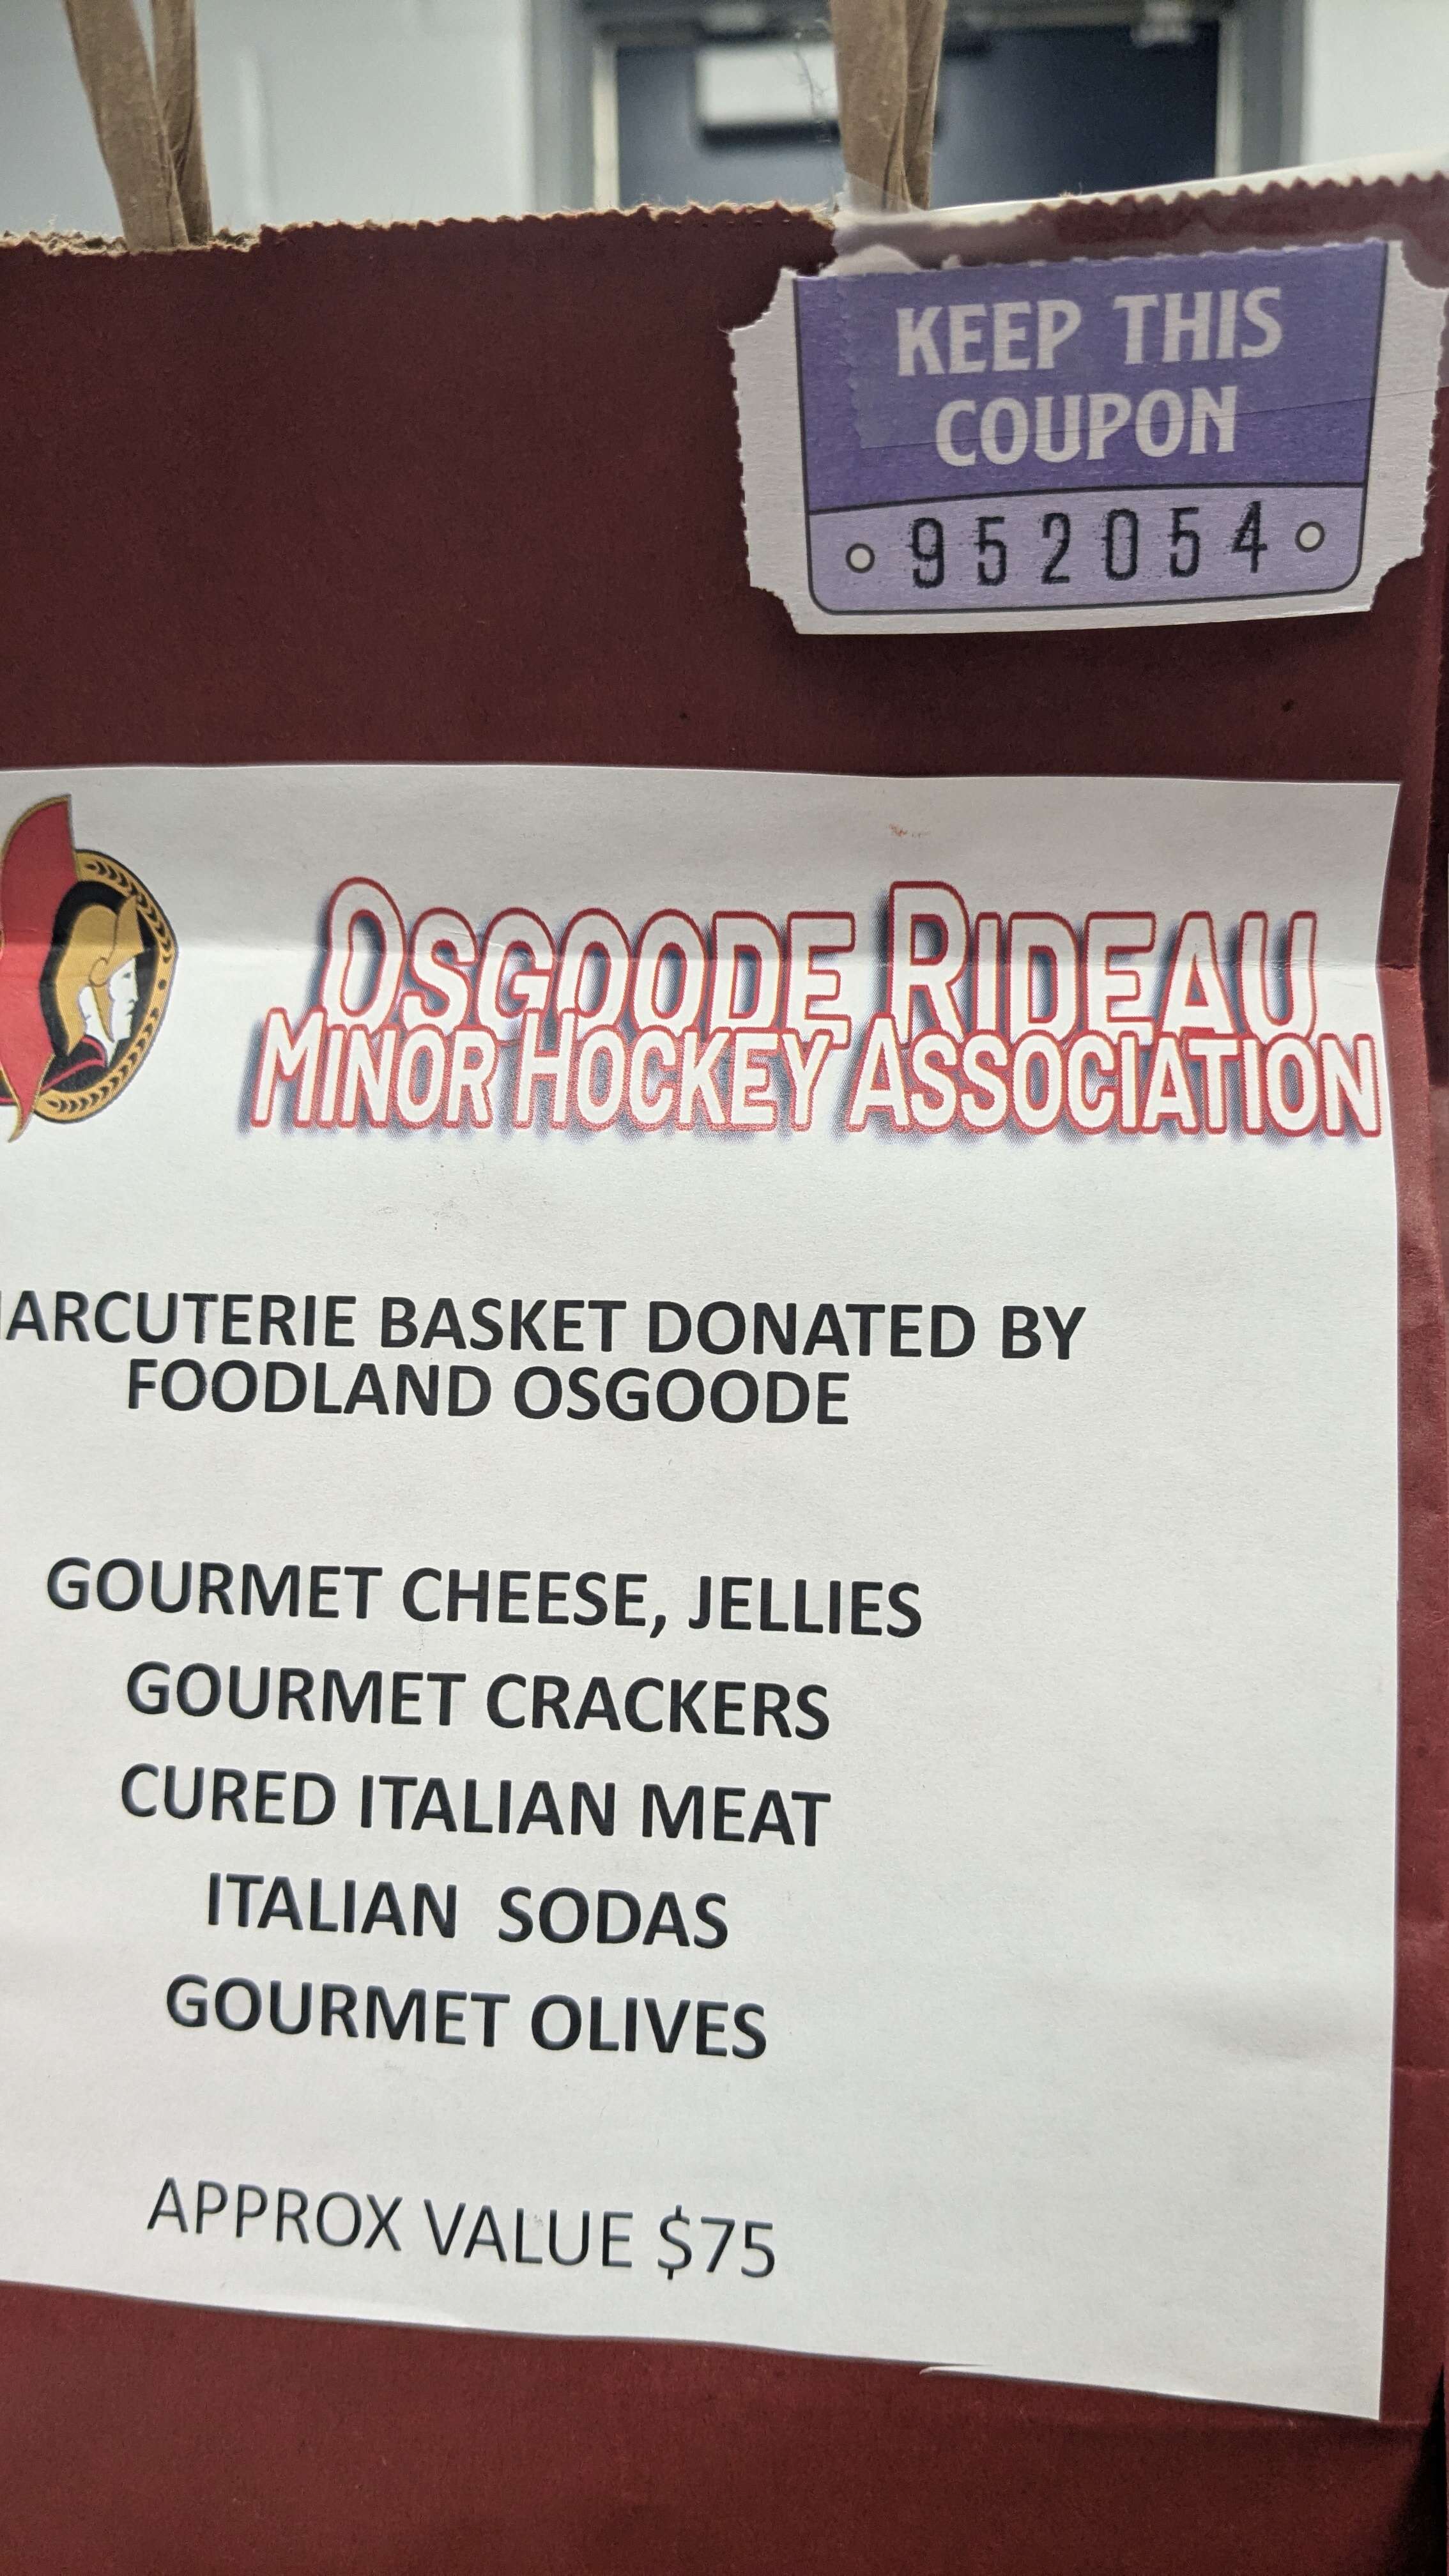 KEEP THIS
COUPON
952054
OSGOODE RIDEAU
MINOR HOCKEY ASSOCIATION
HARCUTERIE BASKET DONATED BY
FOODLAND OSGOODE
GOURMET CHEESE, JELLIES
GOURMET CRACKERS
CURED ITALIAN MEAT
ITALIAN SODAS
GOURMET OLIVES
APPROX VALUE $75